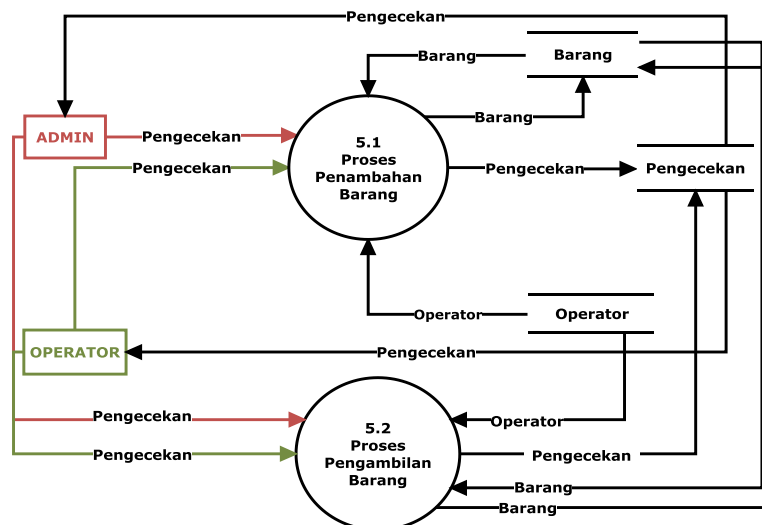 Pengecekan
Barang
Barang
Barang
ADMIN
Pengecekan
5.1
Proses
Penambahan
Barang
Pengecekan
Pengecekan
Pengecekan
Operator
Operator
OPERATOR
Pengecekan
Pengecekan
5.2
Proses
Pengambilan
Barang
Operator
Pengecekan
Pengecekan
Barang
Barang